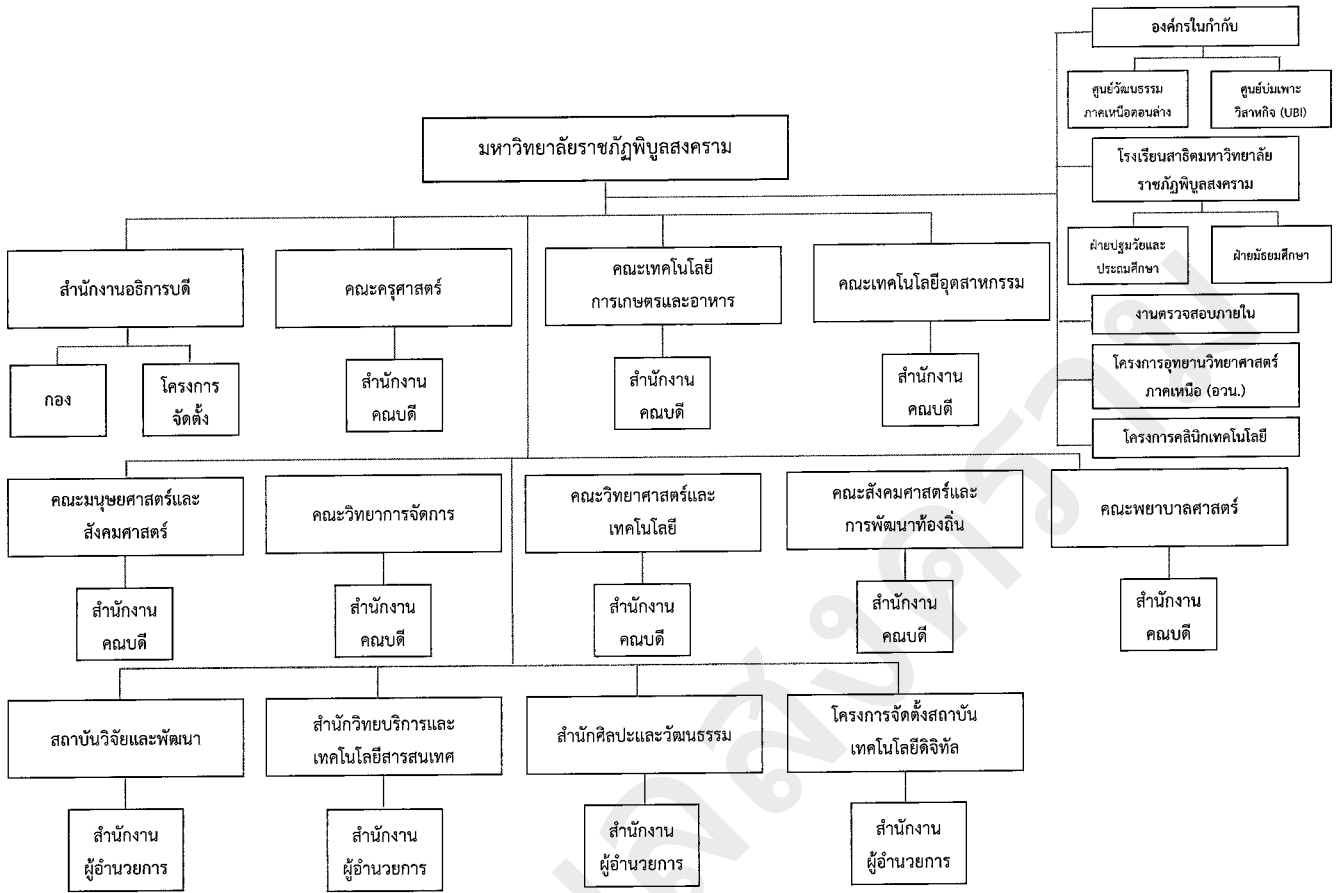 องค์กรในกำกับ
ศูนย์วัฒนธรรม
ภาคเหนือตอนล่าง
ศูนย์บ่มเพาะ
วิสาหกิจ (UBI)
มหาวิทยาลัยราชภัฏพิบูลสงคราม
โรงเรียนสาธิตมหาวิทยาลัย
ราชภัฏพิบูลสงคราม
ฝ่ายปฐมวัยและ
ประถมศึกษา
ฝ่ายมัธยมศึกษา
งานตรวจสอบภายใน
โครงการอุทยานวิทยาศาสตร์
ภาคเหนือ (อวน.)
โครงการคลินิกเทคโนโลยี
สำนักงานอธิการบดี
คณะครุศาสตร์
คณะเทคโนโลยี
การเกษตรและอาหาร
คณะเทคโนโลยีอุตสาหกรรม
กอง
โครงการ
จัดตั้ง
สำนักงาน
คณบดี
สำนักงาน
คณบดี
สำนักงาน
คณบดี
คณะมนุษยศาสตร์และ
สังคมศาสตร์
คณะวิทยาการจัดการ
คณะวิทยาศาสตร์และ
เทคโนโลยี
คณะสังคมศาสตร์และ
การพัฒนาท้องถิ่น
คณะพยาบาลศาสตร์
สำนักงาน
คณบดี
สำนักงาน
คณบดี
สำนักงาน
คณบดี
สำนักงาน
คณบดี
สำนักงาน
คณบดี
สถาบันวิจัยและพัฒนา
สำนักวิทยบริการและ
เทคโนโลยีสารสนเทศ
สำนักศิลปะและวัฒนธรรม
โครงการจัดตั้งสถาบัน
เทคโนโลยีดิจิทัล
สำนักงาน
ผู้อำนวยการ
สำนักงาน
ผู้อำนวยการ
สำนักงาน
ผู้อำนวยการ
สำนักงาน
ผู้อำนวยการ